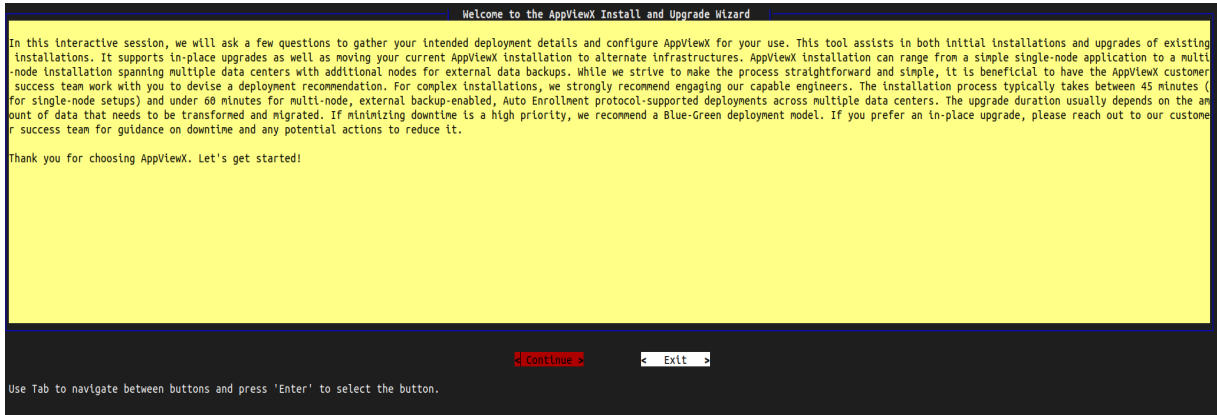 Welcome to the AppViewX Install and Upgrade Wizard
In this interactive session, we will ask a few questions to gather your intended deployment details and configure AppViewX for your use. This tool assists in both initial installations and upgrades of existing
 installations. It supports in-place upgrades as well as moving your current AppViewX installation to alternate infrastructures. AppViewX installation can range from a simple single-node application to a multi
-node installation spanning multiple data centers with additional nodes for external data backups. While we strive to make the process straightforward and simple, it is beneficial to have the AppViewX customer
 success team work with you to devise a deployment recommendation. For complex installations, we strongly recommend engaging our capable engineers. The installation process typically takes between 45 minutes (
for single-node setups) and under 60 minutes for multi-node, external backup-enabled, Auto Enrollment protocol-supported deployments across multiple data centers. The upgrade duration usually depends on the am
ount of data that needs to be transformed and migrated. If minimizing downtime is a high priority, we recommend a Blue-Green deployment model. If you prefer an in-place upgrade, please reach out to our custome
r success team for guidance on downtime and any potential actions to reduce it.
Thank you for choosing AppViewX. Let's get started!
< Continue > < Exit >
Use Tab to navigate between buttons and press 'Enter' to select the button.